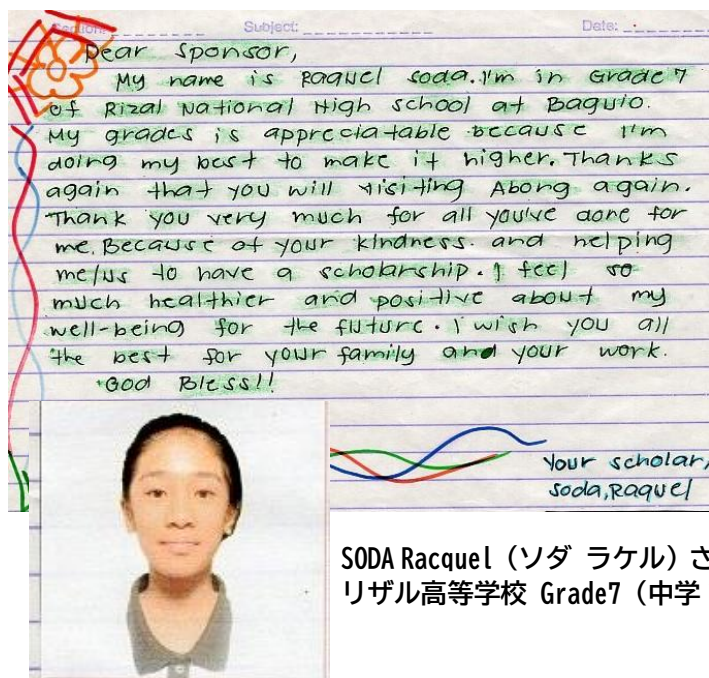 Section: Subject: Date:
Dear Sponsor,
My name is Raquel Soda. I'm in Grade 7
of Rizal National High school at Baguio.
My grades is appreciatable because I'm
doing my best to make it higher. Thanks
again that you will visiting Abong again.
Thank you very much for all you've done for
me. Because of your kindness. and helping
me/us to have a scholarship. I feel so
much healthier and positive about my
well-being for the future. I wish you all
the best for your family and your work.
God Bless!!
Your scholar,
Soda, Raquel
SODA Racquel (ソダ ラケル) さ
リザル高等学校 Grade7 (中学